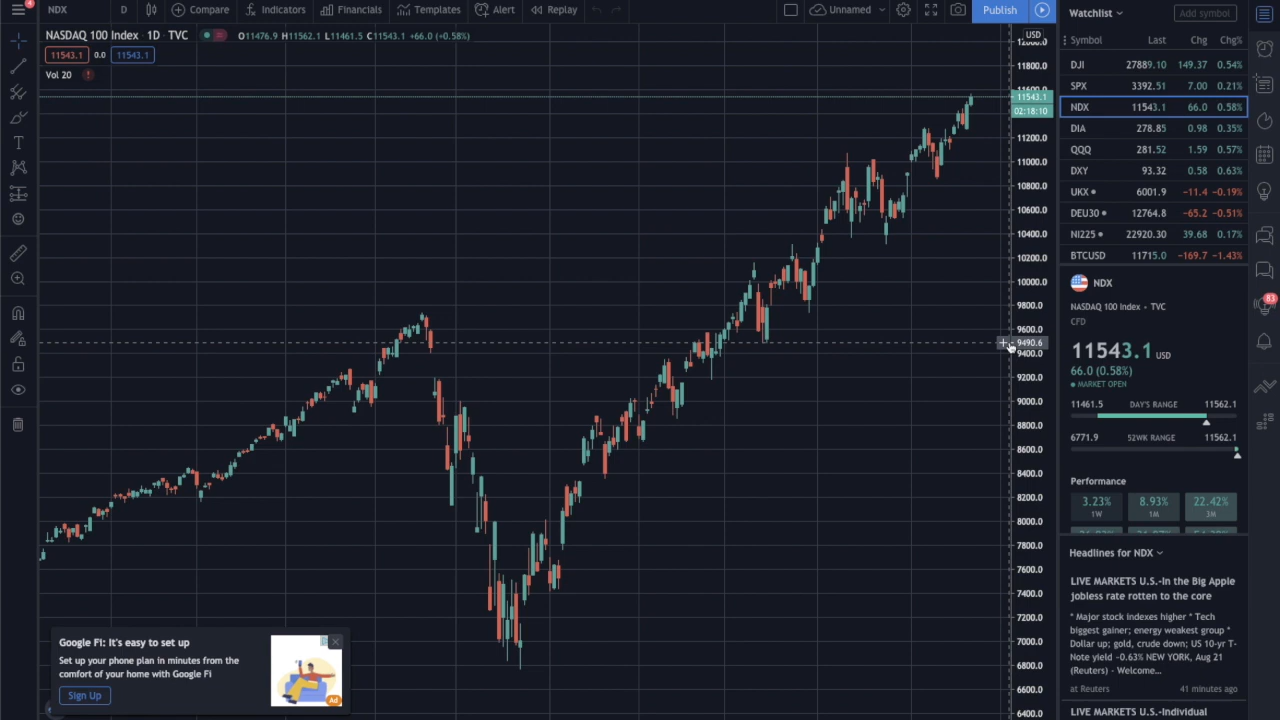 4
NDX
D
Compare
Indicators
Financials
Templates
Alert
Replay
Unnamed
Publish
NASDAQ 100 Index · 1D · TVC
O11476.9 H11562.1 L11461.5 C11543.1 +66.0 (+0.58%)
11543.1 0.0 11543.1
Vol 20
USD
12000.0
11800.0
11600.0
11543.1
02:18:10
11200.0
11000.0
10800.0
10600.0
10400.0
10200.0
10000.0
9800.0
9600.0
9490.6
9400.0
9200.0
9000.0
8800.0
8600.0
8400.0
8200.0
8000.0
7800.0
7600.0
7400.0
7200.0
7000.0
6800.0
6600.0
6400.0
Google Fi: It's easy to set up
Set up your phone plan in minutes from the
comfort of your home with Google Fi
Sign Up
Ad
Watchlist
Add symbol
Symbol Last Chg Chg%
DJI 27889.10 149.37 0.54%
SPX 3392.51 7.00 0.21%
NDX 11543.1 66.0 0.58%
DIA 278.85 0.98 0.35%
QQQ 281.52 1.59 0.57%
DXY 93.32 0.58 0.63%
UKX 6001.9 −11.4 −0.19%
DEU30 12764.8 −65.2 −0.51%
NI225 22920.30 39.68 0.17%
BTCUSD 11715.0 −169.7 −1.43%
NDX
NASDAQ 100 Index • TVC
CFD
11543.1 USD
66.0 (0.58%)
MARKET OPEN
11461.5 DAY'S RANGE 11562.1
6771.9 52WK RANGE 11562.1
Performance
3.23% 8.93% 22.42%
1W 1M 3M
Headlines for NDX
LIVE MARKETS U.S.-In the Big Apple
jobless rate rotten to the core
* Major stock indexes higher * Tech
biggest gainer; energy weakest group *
Dollar up; gold, crude down; US 10-yr T-
Note yield ~0.63% NEW YORK, Aug 21
(Reuters) - Welcome...
at Reuters 41 minutes ago
LIVE MARKETS U.S.-Individual
83